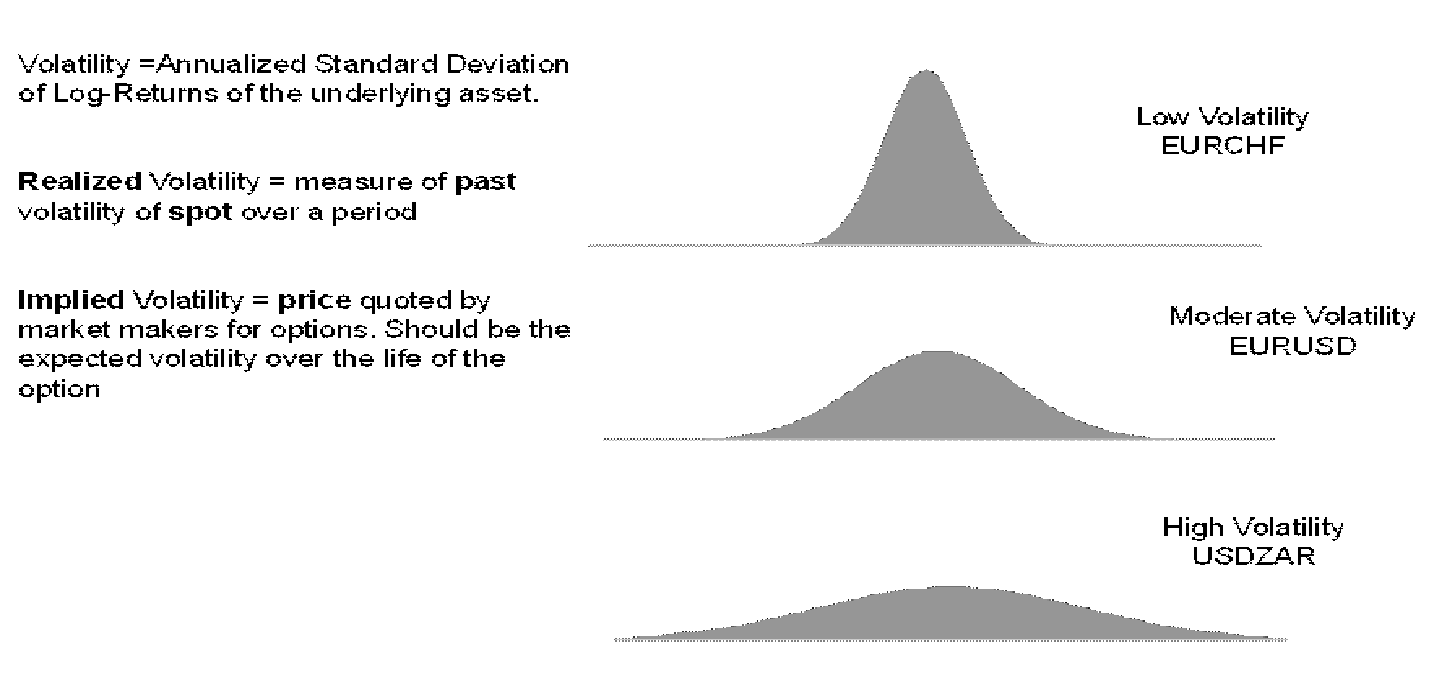 Volatility =Annualized Standard Deviation
of Log-Returns of the underlying asset.
Realized Volatility = measure of past
volatility of spot over a period
Implied Volatility = price quoted by
market makers for options. Should be the
expected volatility over the life of the
option
Low Volatility
EURCHF
Moderate Volatility
EURUSD
High Volatility
USDZAR